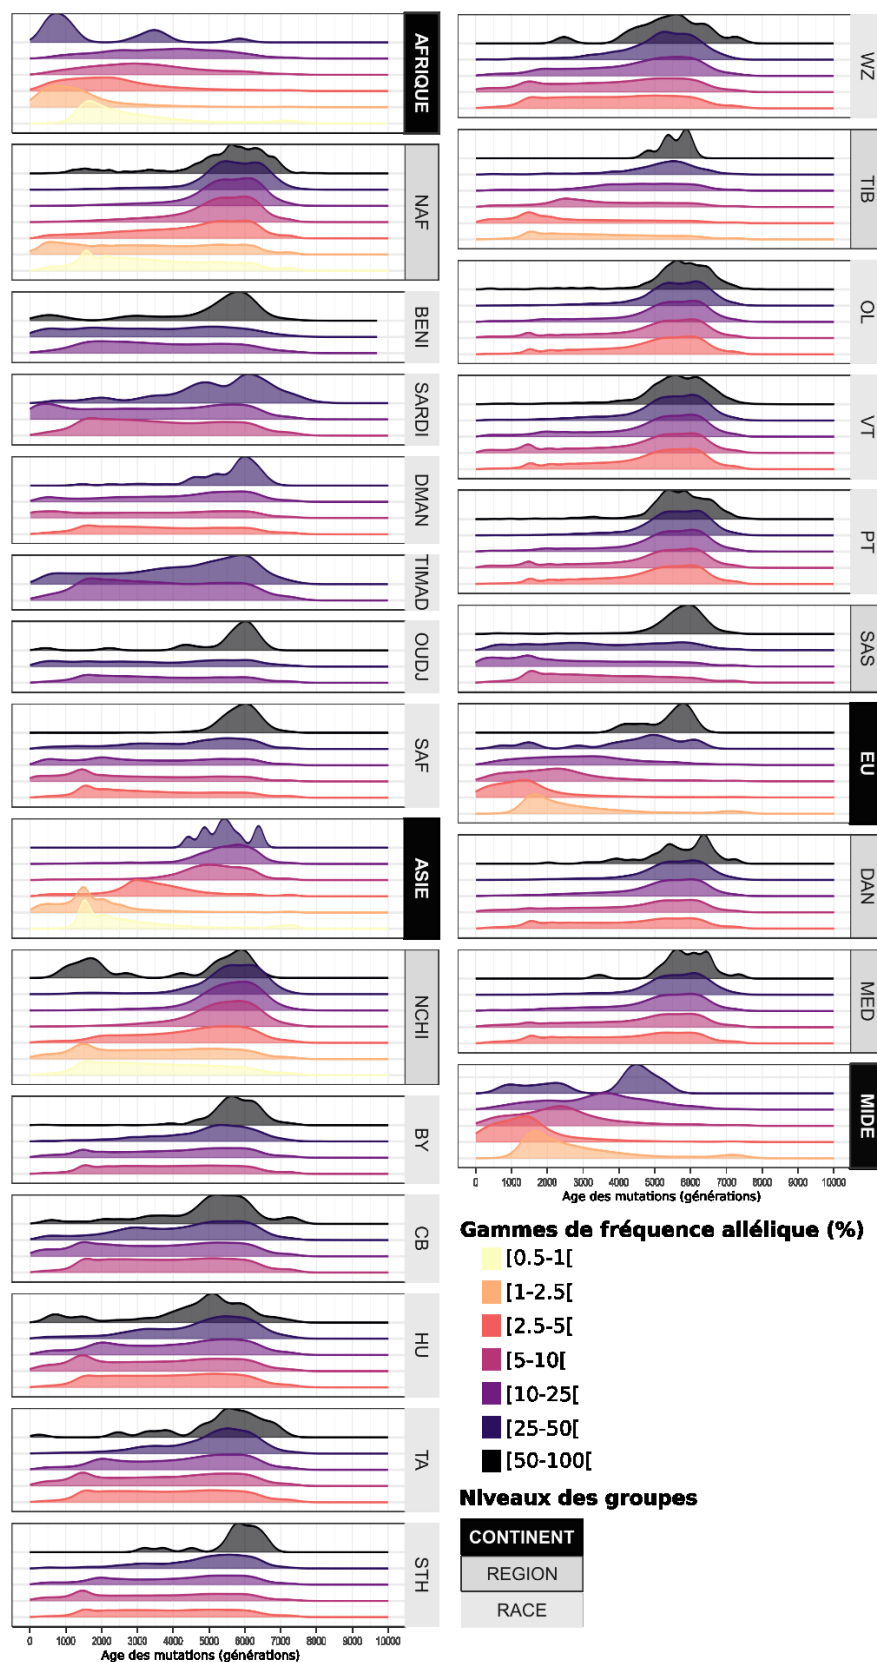 AFRIQUE
NAF
BENI
SARDI
DMAN
TIMAD
OUDJ
SAF
ASIE
NCHI
BY
CB
HU
TA
STH
0 1000 2000 3000 4000 5000 6000 7000 8000 9000 10000
Age des mutations (générations)
WZ
TIB
OL
VT
PT
SAS
EU
DAN
MED
MIDE
0 1000 2000 3000 4000 5000 6000 7000 8000 9000 10000
Age des mutations (générations)
Gammes de fréquence allélique (%)
[0.5-1[
[1-2.5[
[2.5-5[
[5-10[
[10-25[
[25-50[
[50-100[
Niveaux des groupes
CONTINENT
REGION
RACE